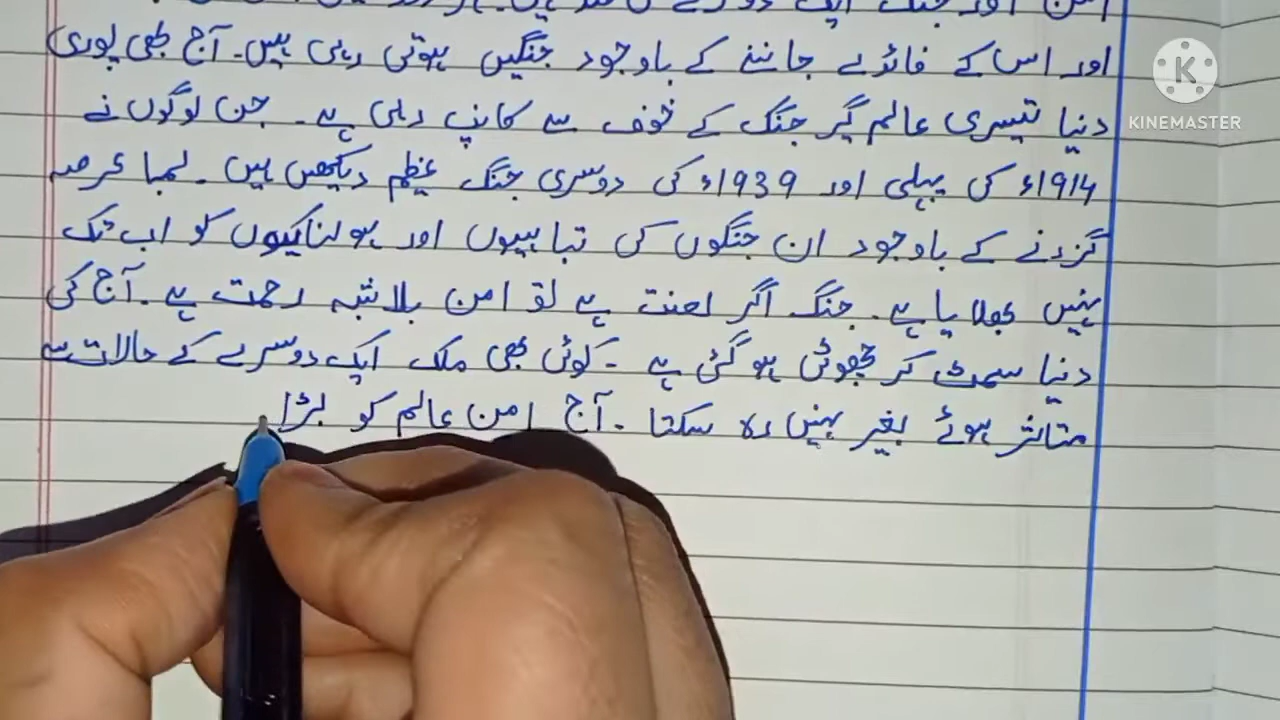 اور اس کے فائدے جاننے کے باوجود جنگیں ہوتی رہی ہیں۔ آج بھی پوری
دنیا تیسری عالم گیر جنگ کے خوف سے کانپ رہی ہے۔ جن لوگوں نے
1914ء کی پہلی اور 1939ء کی دوسری جنگ عظیم دیکھیں ہیں۔ لمبا عرصہ
گزرنے کے باوجود ان جنگوں کی تباہیوں اور ہولناکیوں کو اب تک
نہیں بھلا یا ہے۔ جنگ اگر لعنت ہے تو امن بلاشبہ رحمت ہے۔ آج کی
دنیا سمٹ کر چھوٹی ہو گئی ہے ۔ کوئی بھی ملک ایک دوسرے کے حالات سے
متاثر ہوئے بغیر نہیں رہ سکتا ۔ آج امن عالم کو بڑا
KINEMASTER